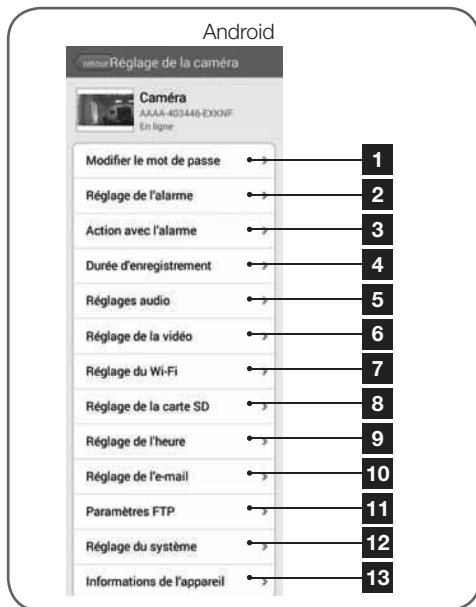 Android
retour Réglage de la caméra
Caméra
AAAA-403446-EXKNF
En ligne
Modifier le mot de passe 1
Réglage de l'alarme 2
Action avec l'alarme 3
Durée d'enregistrement 4
Réglages audio 5
Réglage de la vidéo 6
Réglage du Wi-Fi 7
Réglage de la carte SD 8
Réglage de l'heure 9
Réglage de l'e-mail 10
Paramètres FTP 11
Réglage du système 12
Informations de l'appareil 13